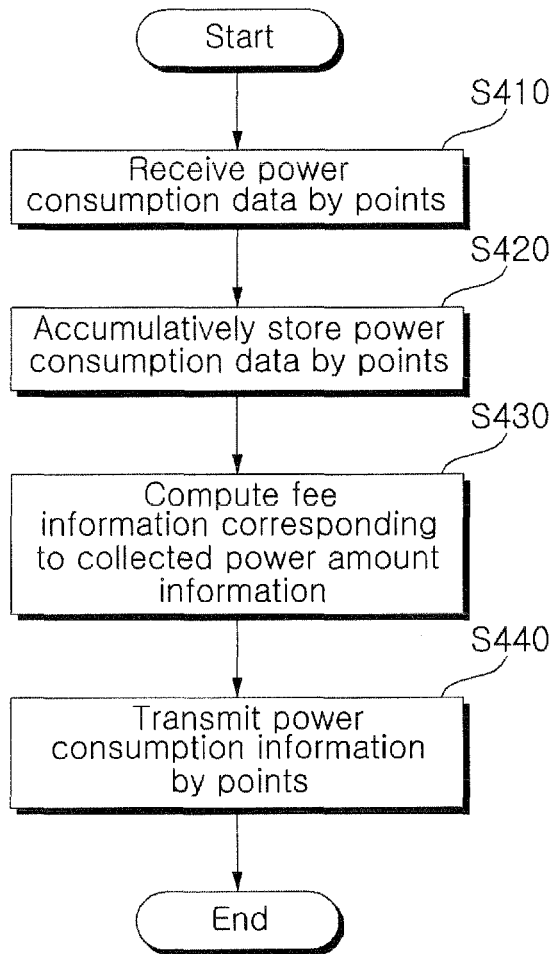 Start
S410
Receive power
consumption data by points
S420
Accumulatively store power
consumption data by points
S430
Compute fee
information corresponding
to collected power amount
information
S440
Transmit power
consumption information
by points
End